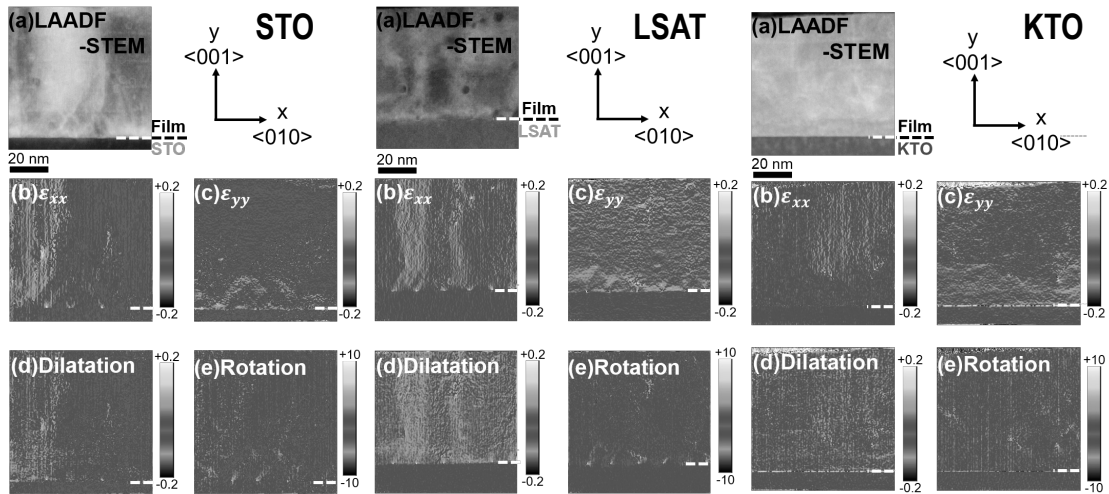 (a)LAADF
-STEM
STO
y
<001>
x
<010>
Film
STO
20 nm
(b)εxx
+0.2
-0.2
(c)εyy
+0.2
-0.2
(d)Dilatation
+0.2
-0.2
(e)Rotation
+10
-10
(a)LAADF
-STEM
LSAT
y
<001>
x
<010>
Film
LSAT
20 nm
(b)εxx
+0.2
-0.2
(c)εyy
+0.2
-0.2
(d)Dilatation
+0.2
-0.2
(e)Rotation
+10
-10
(a)LAADF
-STEM
KTO
y
<001>
x
<010>
Film
KTO
20 nm
(b)εxx
+0.2
-0.2
(c)εyy
+0.2
-0.2
(d)Dilatation
+0.2
-0.2
(e)Rotation
+10
-10